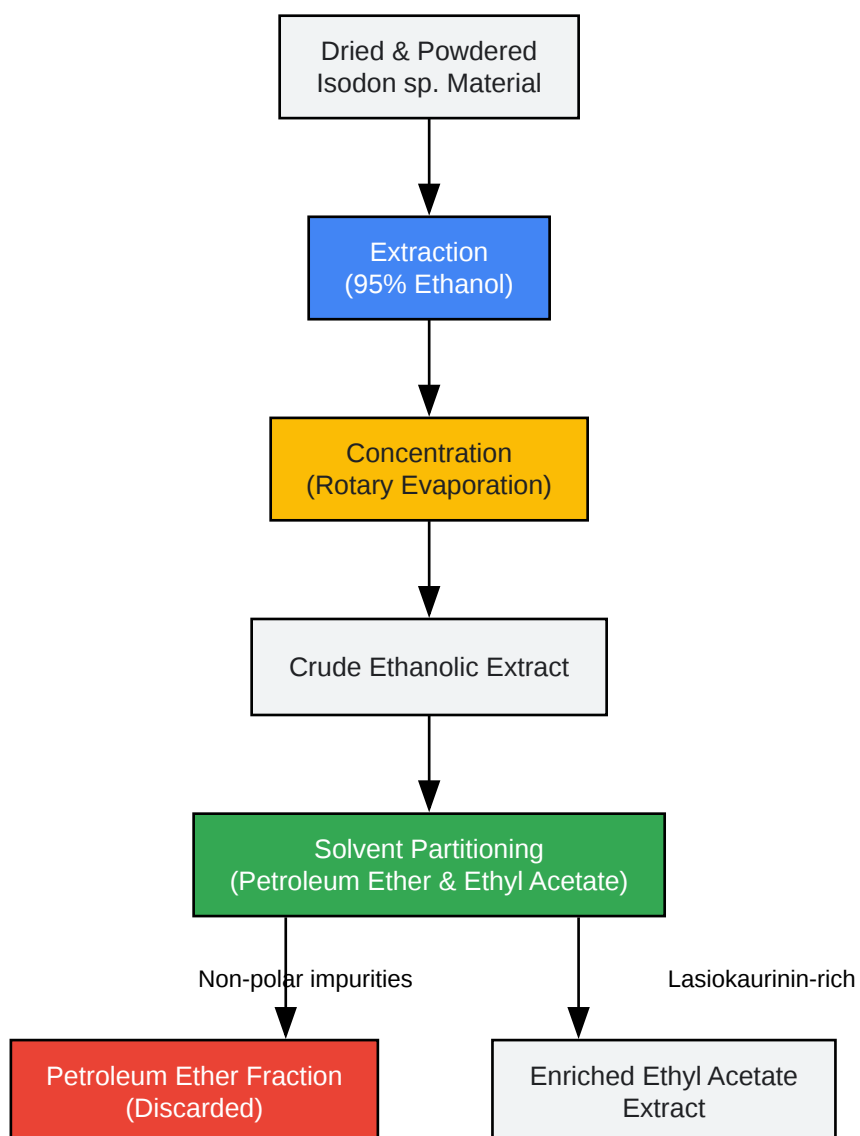 Dried & Powdered
Isodon sp. Material
Extraction
(95% Ethanol)
Concentration
(Rotary Evaporation)
Crude Ethanolic Extract
Solvent Partitioning
(Petroleum Ether & Ethyl Acetate)
Non-polar impurities
Lasiokaurinin-rich
Petroleum Ether Fraction
(Discarded)
Enriched Ethyl Acetate
Extract